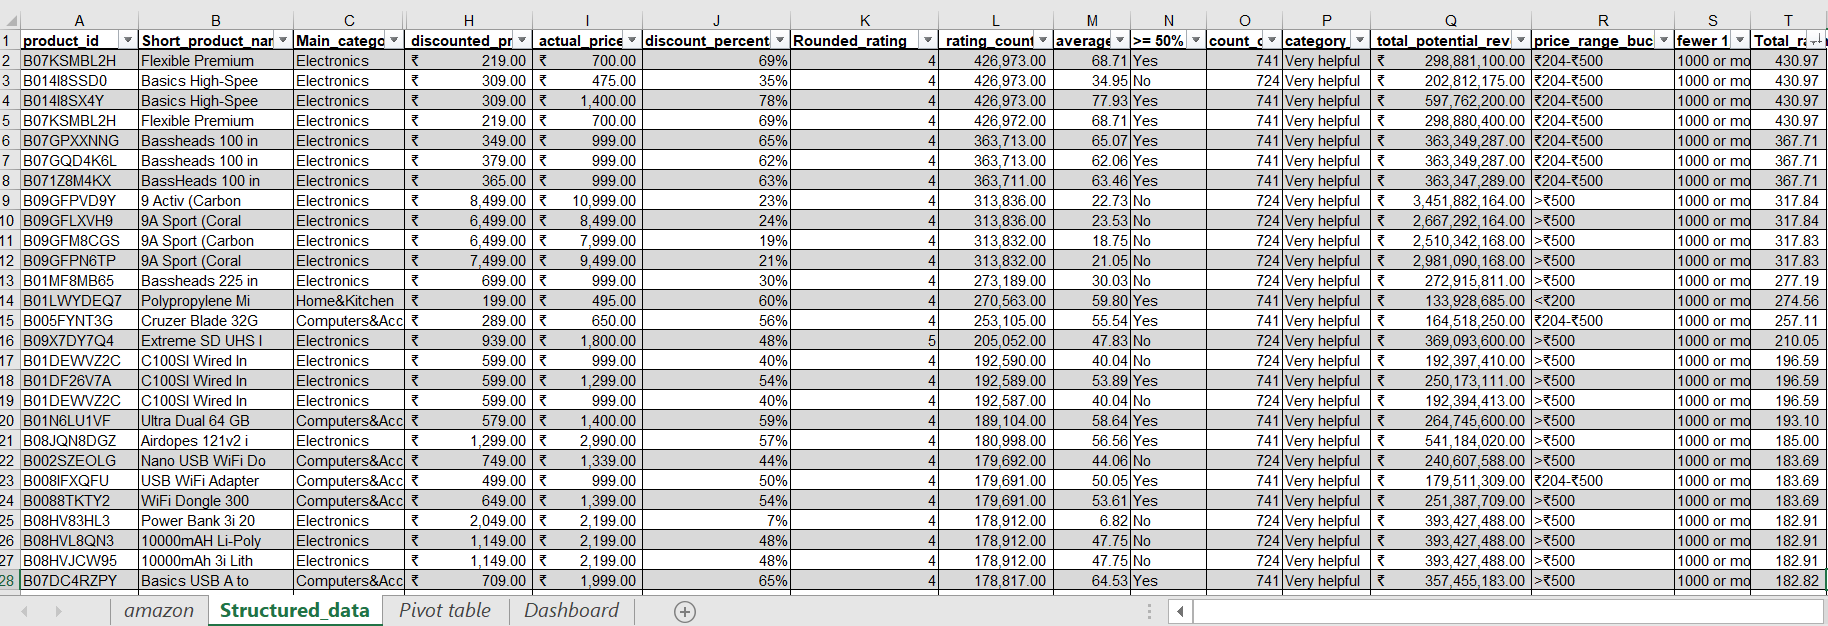 A B C H I J K L M N O P Q R S T
1 product_id Short_product_nar Main_catego discounted_pr actual_price discount_percent Rounded_rating rating_count average >= 50% count_c category_ total_potential_rev price_range_buc fewer 1 Total_ra
2 B07KSMBL2H Flexible Premium Electronics ₹ 219.00 ₹ 700.00 69% 4 426,973.00 68.71 Yes 741 Very helpful ₹ 298,881,100.00 ₹204-₹500 1000 or mo 430.97
3 B014I8SSD0 Basics High-Spee Electronics ₹ 309.00 ₹ 475.00 35% 4 426,973.00 34.95 No 724 Very helpful ₹ 202,812,175.00 ₹204-₹500 1000 or mo 430.97
4 B014I8SX4Y Basics High-Spee Electronics ₹ 309.00 ₹ 1,400.00 78% 4 426,973.00 77.93 Yes 741 Very helpful ₹ 597,762,200.00 ₹204-₹500 1000 or mo 430.97
5 B07KSMBL2H Flexible Premium Electronics ₹ 219.00 ₹ 700.00 69% 4 426,972.00 68.71 Yes 741 Very helpful ₹ 298,880,400.00 ₹204-₹500 1000 or mo 430.97
6 B07GPXXNNG Bassheads 100 in Electronics ₹ 349.00 ₹ 999.00 65% 4 363,713.00 65.07 Yes 741 Very helpful ₹ 363,349,287.00 ₹204-₹500 1000 or mo 367.71
7 B07GQD4K6L Bassheads 100 in Electronics ₹ 379.00 ₹ 999.00 62% 4 363,713.00 62.06 Yes 741 Very helpful ₹ 363,349,287.00 ₹204-₹500 1000 or mo 367.71
8 B071Z8M4KX BassHeads 100 in Electronics ₹ 365.00 ₹ 999.00 63% 4 363,711.00 63.46 Yes 741 Very helpful ₹ 363,347,289.00 ₹204-₹500 1000 or mo 367.71
9 B09GFPVD9Y 9 Activ (Carbon Electronics ₹ 8,499.00 ₹ 10,999.00 23% 4 313,836.00 22.73 No 724 Very helpful ₹ 3,451,882,164.00 >₹500 1000 or mo 317.84
10 B09GFLXVH9 9A Sport (Coral Electronics ₹ 6,499.00 ₹ 8,499.00 24% 4 313,836.00 23.53 No 724 Very helpful ₹ 2,667,292,164.00 >₹500 1000 or mo 317.84
11 B09GFM8CGS 9A Sport (Carbon Electronics ₹ 6,499.00 ₹ 7,999.00 19% 4 313,832.00 18.75 No 724 Very helpful ₹ 2,510,342,168.00 >₹500 1000 or mo 317.83
12 B09GFPN6TP 9A Sport (Coral Electronics ₹ 7,499.00 ₹ 9,499.00 21% 4 313,832.00 21.05 No 724 Very helpful ₹ 2,981,090,168.00 >₹500 1000 or mo 317.83
13 B01MF8MB65 Bassheads 225 in Electronics ₹ 699.00 ₹ 999.00 30% 4 273,189.00 30.03 No 724 Very helpful ₹ 272,915,811.00 >₹500 1000 or mo 277.19
14 B01LWYDEQ7 Polypropylene Mi Home&Kitchen ₹ 199.00 ₹ 495.00 60% 4 270,563.00 59.80 Yes 741 Very helpful ₹ 133,928,685.00 <₹200 1000 or mo 274.56
15 B005FYNT3G Cruzer Blade 32G Computers&Acc ₹ 289.00 ₹ 650.00 56% 4 253,105.00 55.54 Yes 741 Very helpful ₹ 164,518,250.00 ₹204-₹500 1000 or mo 257.11
16 B09X7DY7Q4 Extreme SD UHS I Electronics ₹ 939.00 ₹ 1,800.00 48% 5 205,052.00 47.83 No 724 Very helpful ₹ 369,093,600.00 >₹500 1000 or mo 210.05
17 B01DEWVZ2C C100SI Wired In Electronics ₹ 599.00 ₹ 999.00 40% 4 192,590.00 40.04 No 724 Very helpful ₹ 192,397,410.00 >₹500 1000 or mo 196.59
18 B01DF26V7A C100SI Wired In Electronics ₹ 599.00 ₹ 1,299.00 54% 4 192,589.00 53.89 Yes 741 Very helpful ₹ 250,173,111.00 >₹500 1000 or mo 196.59
19 B01DEWVZ2C C100SI Wired In Electronics ₹ 599.00 ₹ 999.00 40% 4 192,587.00 40.04 No 724 Very helpful ₹ 192,394,413.00 >₹500 1000 or mo 196.59
20 B01N6LU1VF Ultra Dual 64 GB Computers&Acc ₹ 579.00 ₹ 1,400.00 59% 4 189,104.00 58.64 Yes 741 Very helpful ₹ 264,745,600.00 >₹500 1000 or mo 193.10
21 B08JQN8DGZ Airdopes 121v2 i Electronics ₹ 1,299.00 ₹ 2,990.00 57% 4 180,998.00 56.56 Yes 741 Very helpful ₹ 541,184,020.00 >₹500 1000 or mo 185.00
22 B002SZEOLG Nano USB WiFi Do Computers&Acc ₹ 749.00 ₹ 1,339.00 44% 4 179,692.00 44.06 No 724 Very helpful ₹ 240,607,588.00 >₹500 1000 or mo 183.69
23 B008IFXQFU USB WiFi Adapter Computers&Acc ₹ 499.00 ₹ 999.00 50% 4 179,691.00 50.05 Yes 741 Very helpful ₹ 179,511,309.00 ₹204-₹500 1000 or mo 183.69
24 B0088TKTY2 WiFi Dongle 300 Computers&Acc ₹ 649.00 ₹ 1,399.00 54% 4 179,691.00 53.61 Yes 741 Very helpful ₹ 251,387,709.00 >₹500 1000 or mo 183.69
25 B08HV83HL3 Power Bank 3i 20 Electronics ₹ 2,049.00 ₹ 2,199.00 7% 4 178,912.00 6.82 No 724 Very helpful ₹ 393,427,488.00 >₹500 1000 or mo 182.91
26 B08HVL8QN3 10000mAH Li-Poly Electronics ₹ 1,149.00 ₹ 2,199.00 48% 4 178,912.00 47.75 No 724 Very helpful ₹ 393,427,488.00 >₹500 1000 or mo 182.91
27 B08HVJCW95 10000mAh 3i Lith Electronics ₹ 1,149.00 ₹ 2,199.00 48% 4 178,912.00 47.75 No 724 Very helpful ₹ 393,427,488.00 >₹500 1000 or mo 182.91
28 B07DC4RZPY Basics USB A to Computers&Acc ₹ 709.00 ₹ 1,999.00 65% 4 178,817.00 64.53 Yes 741 Very helpful ₹ 357,455,183.00 >₹500 1000 or mo 182.82
amazon Structured_data Pivot table Dashboard